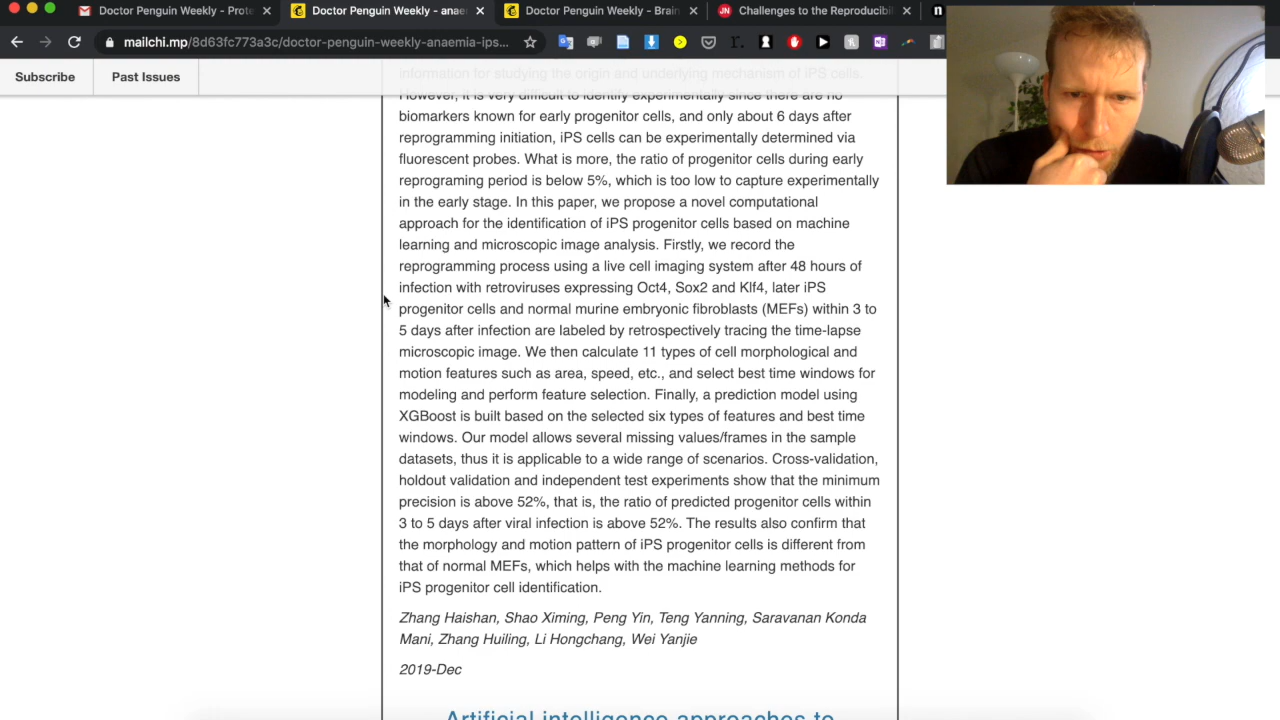 Doctor Penguin Weekly - Prote
Doctor Penguin Weekly - anae
Doctor Penguin Weekly - Brain
Challenges to the Reproducibil
mailchi.mp/8d63fc773a3c/doctor-penguin-weekly-anaemia-ips...
Subscribe
Past Issues
information for studying the origin and underlying mechanism of iPS cells.
However, it is very difficult to identify experimentally since there are no
biomarkers known for early progenitor cells, and only about 6 days after
reprogramming initiation, iPS cells can be experimentally determined via
fluorescent probes. What is more, the ratio of progenitor cells during early
reprograming period is below 5%, which is too low to capture experimentally
in the early stage. In this paper, we propose a novel computational
approach for the identification of iPS progenitor cells based on machine
learning and microscopic image analysis. Firstly, we record the
reprogramming process using a live cell imaging system after 48 hours of
infection with retroviruses expressing Oct4, Sox2 and Klf4, later iPS
progenitor cells and normal murine embryonic fibroblasts (MEFs) within 3 to
5 days after infection are labeled by retrospectively tracing the time-lapse
microscopic image. We then calculate 11 types of cell morphological and
motion features such as area, speed, etc., and select best time windows for
modeling and perform feature selection. Finally, a prediction model using
XGBoost is built based on the selected six types of features and best time
windows. Our model allows several missing values/frames in the sample
datasets, thus it is applicable to a wide range of scenarios. Cross-validation,
holdout validation and independent test experiments show that the minimum
precision is above 52%, that is, the ratio of predicted progenitor cells within
3 to 5 days after viral infection is above 52%. The results also confirm that
the morphology and motion pattern of iPS progenitor cells is different from
that of normal MEFs, which helps with the machine learning methods for
iPS progenitor cell identification.
Zhang Haishan, Shao Ximing, Peng Yin, Teng Yanning, Saravanan Konda
Mani, Zhang Huiling, Li Hongchang, Wei Yanjie
2019-Dec
Artificial intelligence approaches to